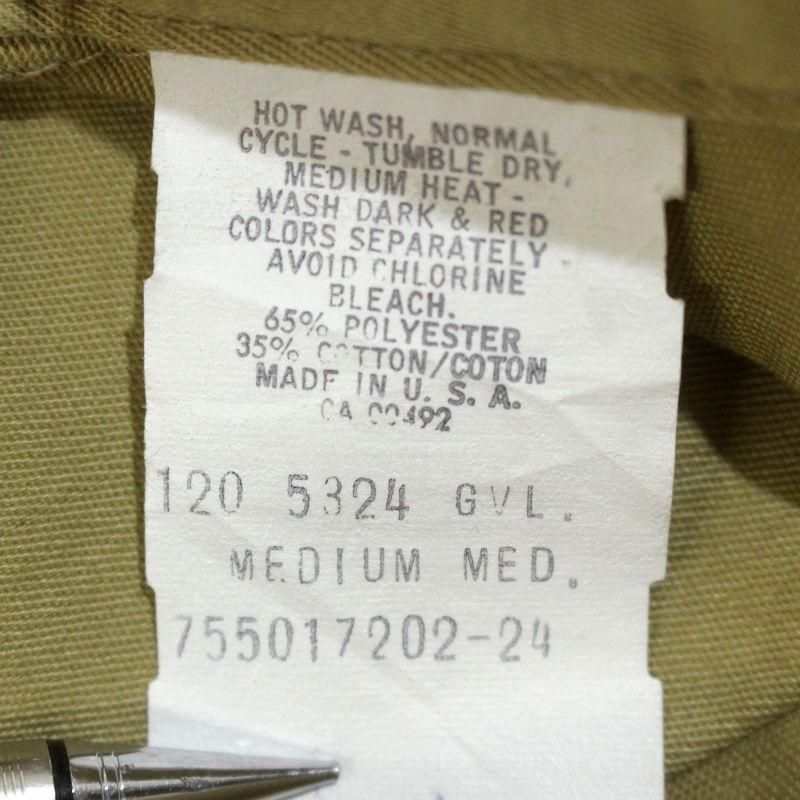 HOT WASH, NORMAL
CYCLE - TUMBLE DRY,
MEDIUM HEAT -
WASH DARK & RED
COLORS SEPARATELY -
AVOID CHLORINE
BLEACH.
65% POLYESTER
35% COTTON/COTON
MADE IN U. S. A.
CA 00492
120 5324 GVL.
MEDIUM MED.
755017202-24